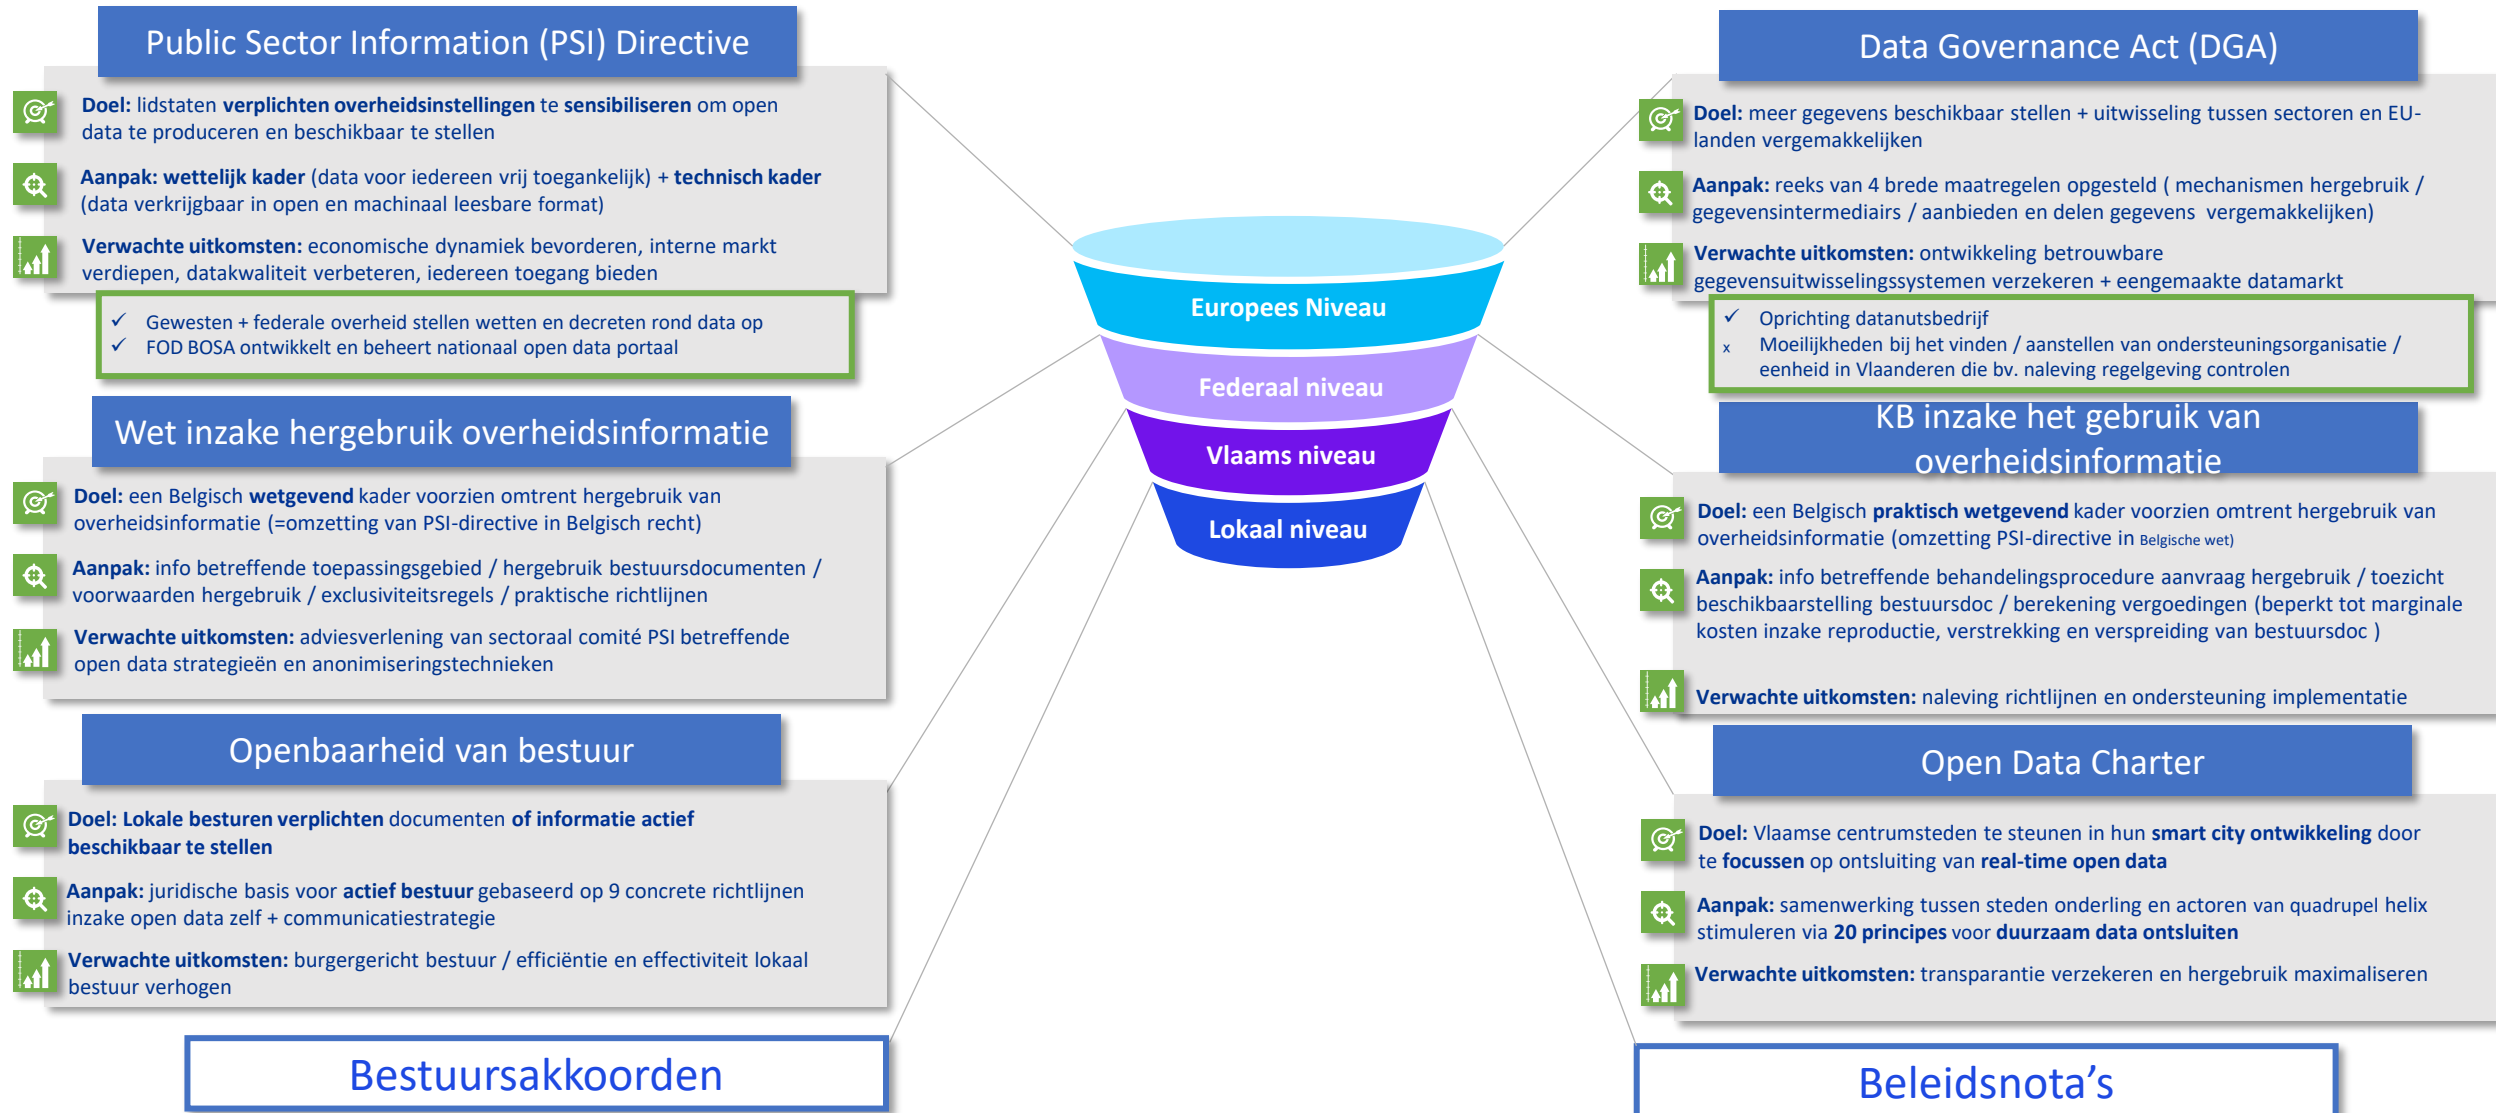 Public Sector Information (PSI) Directive
Doel: lidstaten verplichten overheidsinstellingen te sensibiliseren om open
data te produceren en beschikbaar te stellen
Aanpak: wettelijk kader (data voor iedereen vrij toegankelijk) + technisch kader
(data verkrijgbaar in open en machinaal leesbare format)
Verwachte uitkomsten: economische dynamiek bevorderen, interne markt
verdiepen, datakwaliteit verbeteren, iedereen toegang bieden
✓ Gewesten + federale overheid stellen wetten en decreten rond data op
✓ FOD BOSA ontwikkelt en beheert nationaal open data portaal
Wet inzake hergebruik overheidsinformatie
Doel: een Belgisch wetgevend kader voorzien omtrent hergebruik van
overheidsinformatie (=omzetting van PSI-directive in Belgisch recht)
Aanpak: info betreffende toepassingsgebied / hergebruik bestuursdocumenten /
voorwaarden hergebruik / exclusiviteitsregels / praktische richtlijnen
Verwachte uitkomsten: adviesverlening van sectoraal comité PSI betreffende
open data strategieën en anonimiseringstechnieken
Openbaarheid van bestuur
Doel: Lokale besturen verplichten documenten of informatie actief
beschikbaar te stellen
Aanpak: juridische basis voor actief bestuur gebaseerd op 9 concrete richtlijnen
inzake open data zelf + communicatiestrategie
Verwachte uitkomsten: burgergericht bestuur / efficiëntie en effectiviteit lokaal
bestuur verhogen
Bestuursakkoorden
Europees Niveau
Federaal niveau
Vlaams niveau
Lokaal niveau
Data Governance Act (DGA)
Doel: meer gegevens beschikbaar stellen + uitwisseling tussen sectoren en EU-
landen vergemakkelijken
Aanpak: reeks van 4 brede maatregelen opgesteld ( mechanismen hergebruik /
gegevensintermediairs / aanbieden en delen gegevens vergemakkelijken)
Verwachte uitkomsten: ontwikkeling betrouwbare
gegevensuitwisselingssystemen verzekeren + eengemaakte datamarkt
✓ Oprichting datanutsbedrijf
x Moeilijkheden bij het vinden / aanstellen van ondersteuningsorganisatie /
eenheid in Vlaanderen die bv. naleving regelgeving controlen
KB inzake het gebruik van
overheidsinformatie
Doel: een Belgisch praktisch wetgevend kader voorzien omtrent hergebruik van
overheidsinformatie (omzetting PSI-directive in Belgische wet)
Aanpak: info betreffende behandelingsprocedure aanvraag hergebruik / toezicht
beschikbaarstelling bestuursdoc / berekening vergoedingen (beperkt tot marginale
kosten inzake reproductie, verstrekking en verspreiding van bestuursdoc )
Verwachte uitkomsten: naleving richtlijnen en ondersteuning implementatie
Open Data Charter
Doel: Vlaamse centrumsteden te steunen in hun smart city ontwikkeling door
te focussen op ontsluiting van real-time open data
Aanpak: samenwerking tussen steden onderling en actoren van quadrupel helix
stimuleren via 20 principes voor duurzaam data ontsluiten
Verwachte uitkomsten: transparantie verzekeren en hergebruik maximaliseren
Beleidsnota's